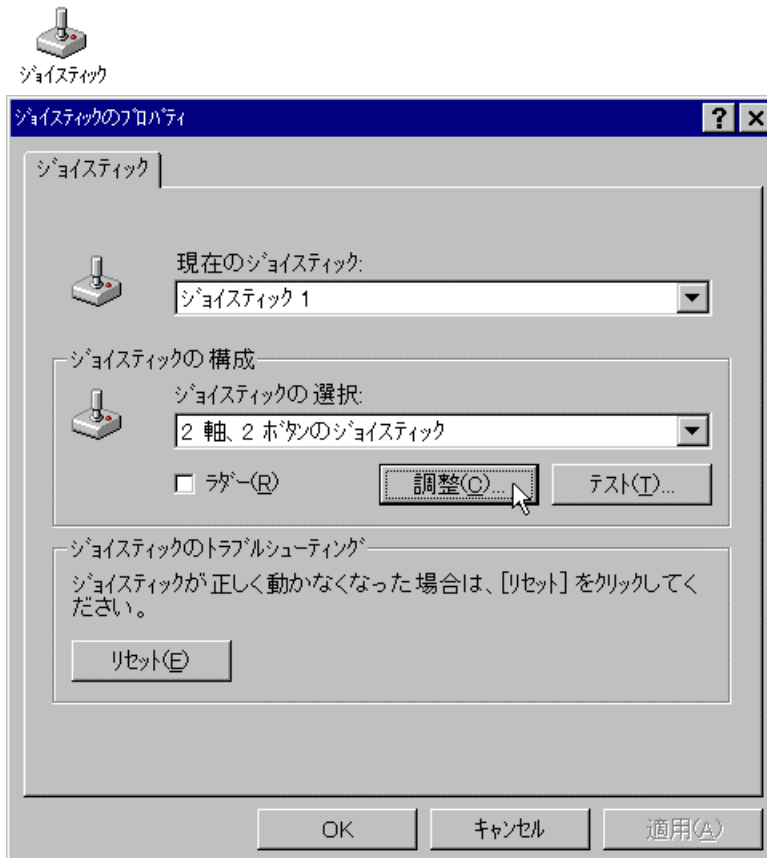 ジョイスティック
ジョイスティックのプロパティ
ジョイスティック
現在のジョイスティック:
ジョイスティック 1
ジョイスティックの 構成
ジョイスティックの 選択:
2 軸、2 ボタンのジョイスティック
ラダー(R)
調整(C)...
テスト(T)...
ジョイスティックのトラブルシューティング
ジョイスティックが 正しく動かなくなった 場合は、[リセット] をクリックしてく
ださい。
リセット(E)
OK
キャンセル
適用(A)